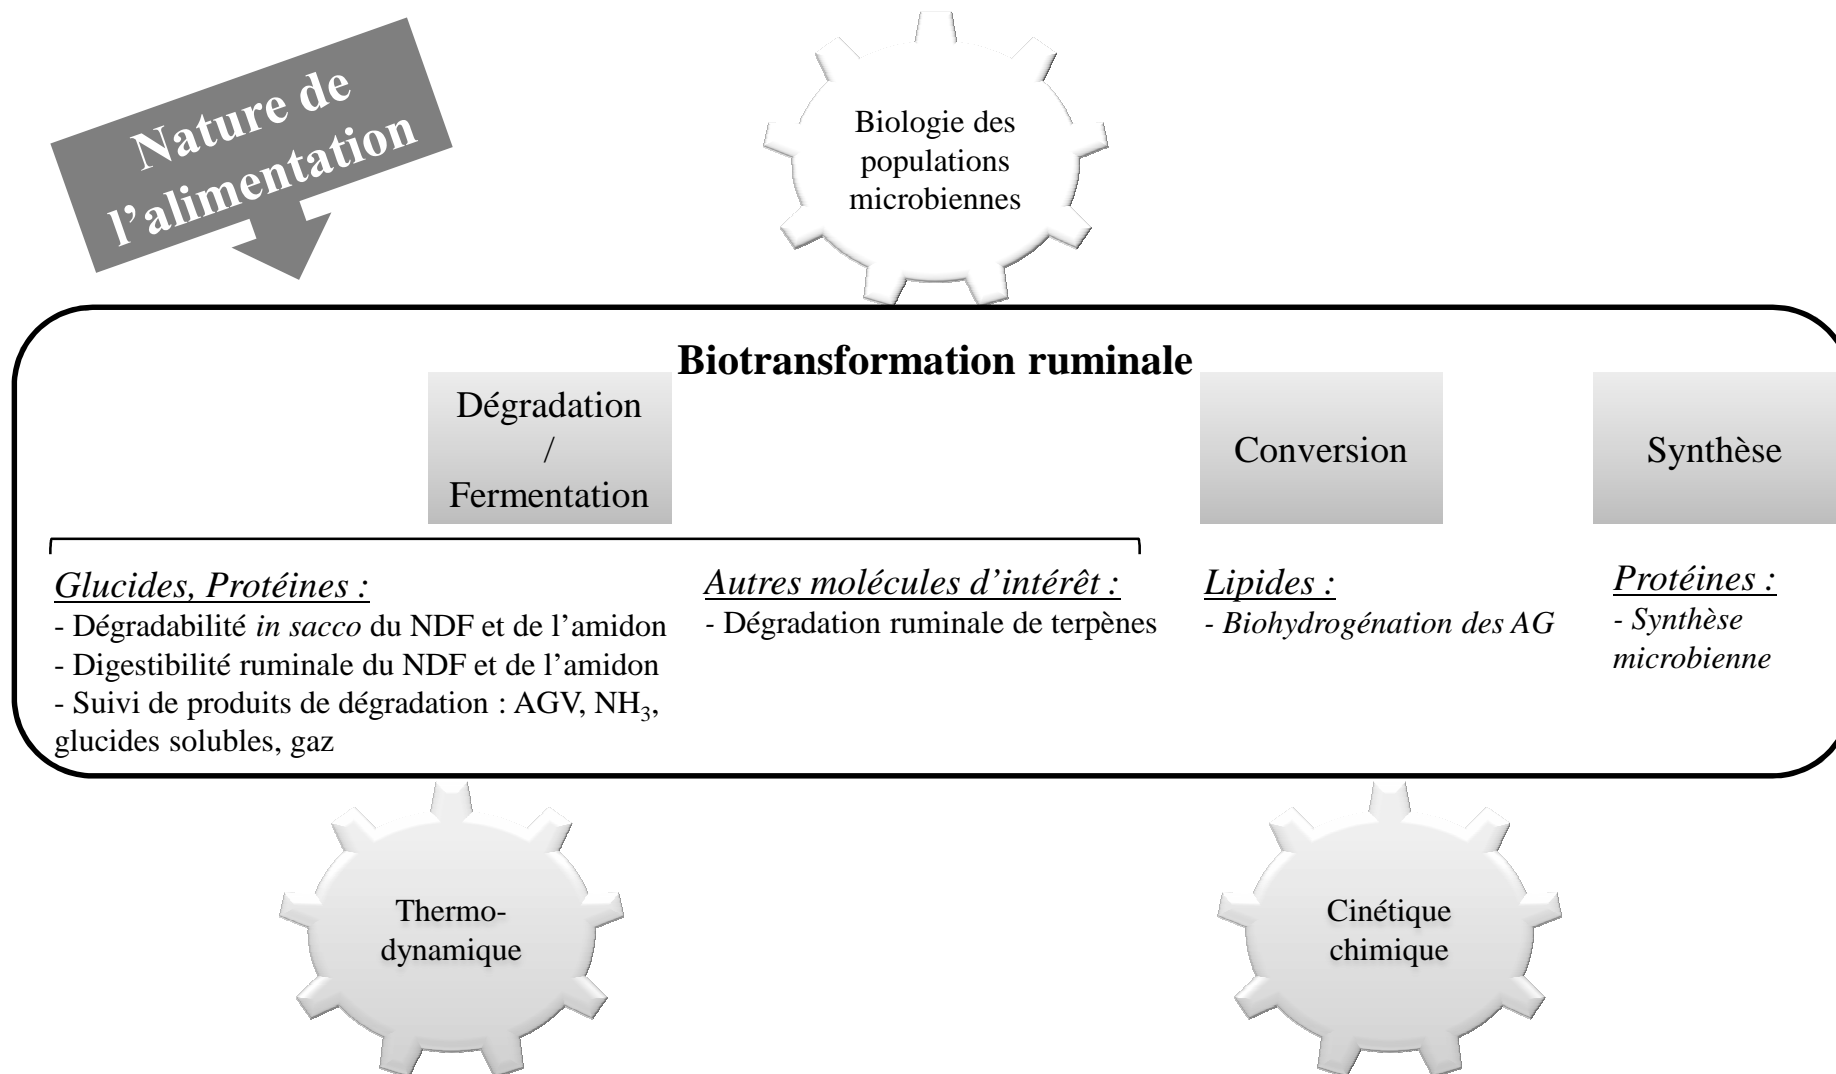 Nature de
l’alimentation
Biologie des
populations
microbiennes
Biotransformation ruminale
Dégradation
/
Fermentation
Conversion
Synthèse
Glucides, Protéines :
- Dégradabilité in sacco du NDF et de l’amidon
- Digestibilité ruminale du NDF et de l’amidon
- Suivi de produits de dégradation : AGV, NH₃,
glucides solubles, gaz
Autres molécules d’intérêt :
- Dégradation ruminale de terpènes
Lipides :
- Biohydrogénation des AG
Protéines :
- Synthèse
microbienne
Thermo-
dynamique
Cinétique
chimique